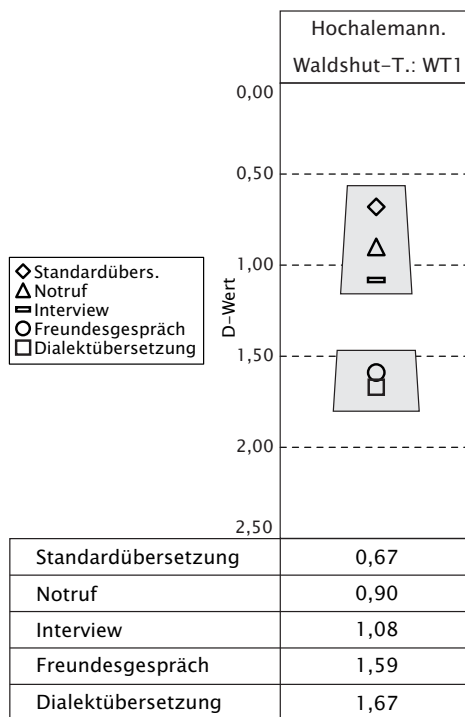 Hochalemann.
Waldshut–T.: WT1
0,00
0,50
1,00
1,50
2,00
2,50
D–Wert
Standardübers.
Notruf
Interview
Freundesgespräch
Dialektübersetzung
Standardübersetzung 0,67
Notruf 0,90
Interview 1,08
Freundesgespräch 1,59
Dialektübersetzung 1,67